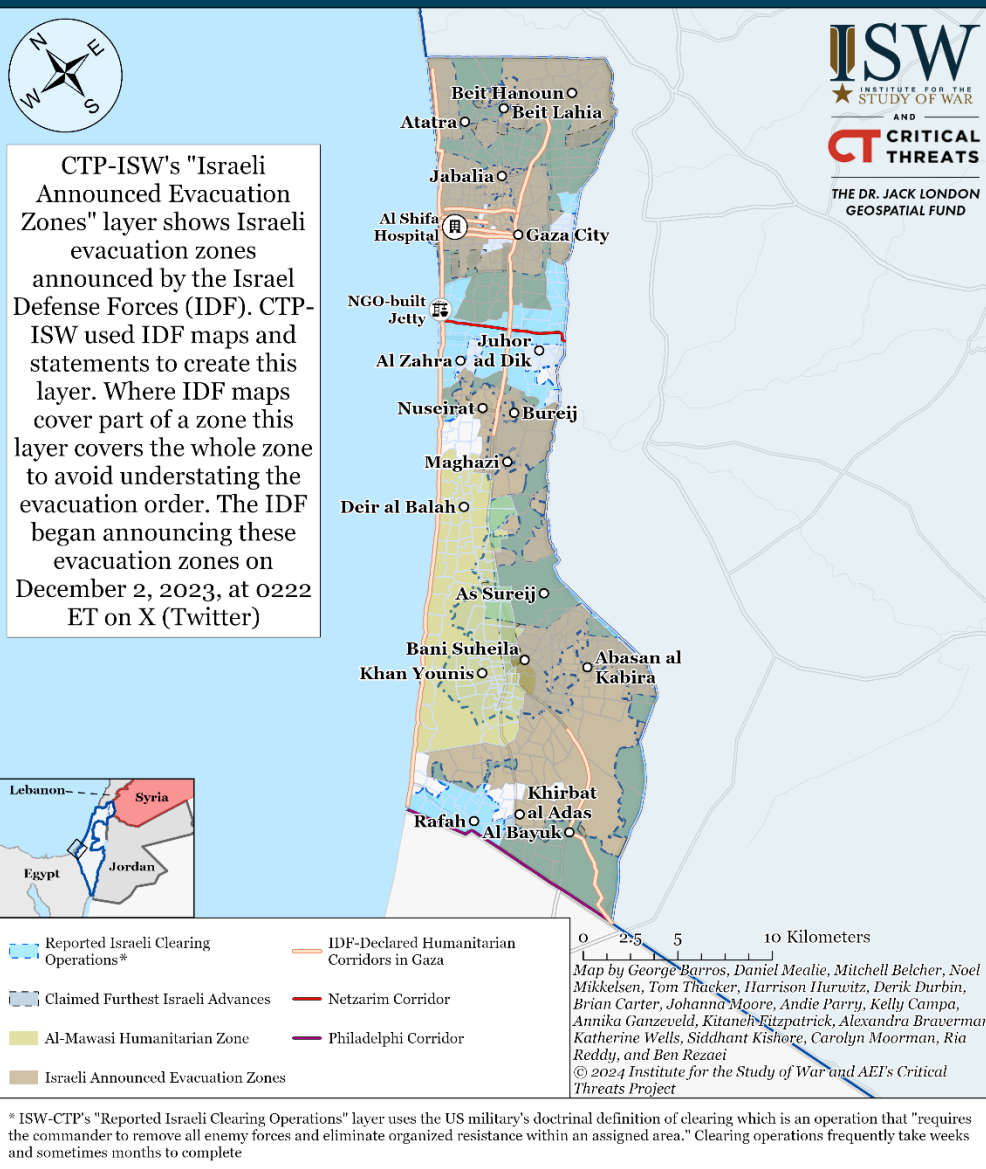 N
E
W
S
ISW
INSTITUTE FOR THE
STUDY OF WAR
AND
CT CRITICAL
THREATS
THE DR. JACK LONDON
GEOSPATIAL FUND
CTP-ISW's "Israeli
Announced Evacuation
Zones" layer shows Israeli
evacuation zones
announced by the Israel
Defense Forces (IDF). CTP-
ISW used IDF maps and
statements to create this
layer. Where IDF maps
cover part of a zone this
layer covers the whole zone
to avoid understating the
evacuation order. The IDF
began announcing these
evacuation zones on
December 2, 2023, at 0222
ET on X (Twitter)
Beit Hanoun
Beit Lahia
Atatra
Jabalia
Al Shifa
Hospital
Gaza City
NGO-built
Jetty
Juhor
ad Dik
Al Zahra
Nuseirat
Bureij
Maghazi
Deir al Balah
As Sureij
Bani Suheila
Abasan al
Kabira
Khan Younis
Khirbat
al Adas
Rafah
Al Bayuk
Lebanon
Syria
Jordan
Egypt
Reported Israeli Clearing
Operations*
Claimed Furthest Israeli Advances
Al-Mawasi Humanitarian Zone
Israeli Announced Evacuation Zones
IDF-Declared Humanitarian
Corridors in Gaza
Netzarim Corridor
Philadelphi Corridor
0 2.5 5 10 Kilometers
Map by George Barros, Daniel Mealie, Mitchell Belcher, Noel
Mikkelsen, Tom Thacker, Harrison Hurwitz, Derik Durbin,
Brian Carter, Johanna Moore, Andie Parry, Kelly Campa,
Annika Ganzeveld, Kitaneh Fitzpatrick, Alexandra Braverman
Katherine Wells, Siddhant Kishore, Carolyn Moorman, Ria
Reddy, and Ben Rezaei
© 2024 Institute for the Study of War and AEI's Critical
Threats Project
* ISW-CTP's "Reported Israeli Clearing Operations" layer uses the US military's doctrinal definition of clearing which is an operation that "requires
the commander to remove all enemy forces and eliminate organized resistance within an assigned area." Clearing operations frequently take weeks
and sometimes months to complete